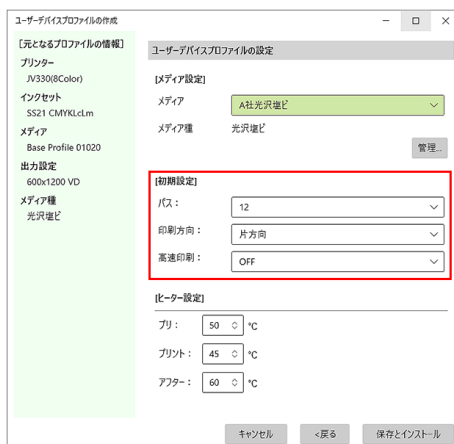 ユーザーデバイスプロファイルの作成
[元となるプロファイルの情報]
プリンター
JV330(8Color)
インクセット
SS21 CMYKLcLm
メディア
Base Profile 01020
出力設定
600x1200 VD
メディア種
光沢塩ビ
ユーザーデバイスプロファイルの設定
[メディア設定]
メディア
A社光沢塩ビ
メディア種
光沢塩ビ
管理...
[初期設定]
パス：
12
印刷方向：
片方向
高速印刷：
OFF
[ヒーター設定]
プリ：
50
℃
プリント：
45
℃
アフター：
60
℃
キャンセル
<戻る
保存とインストール